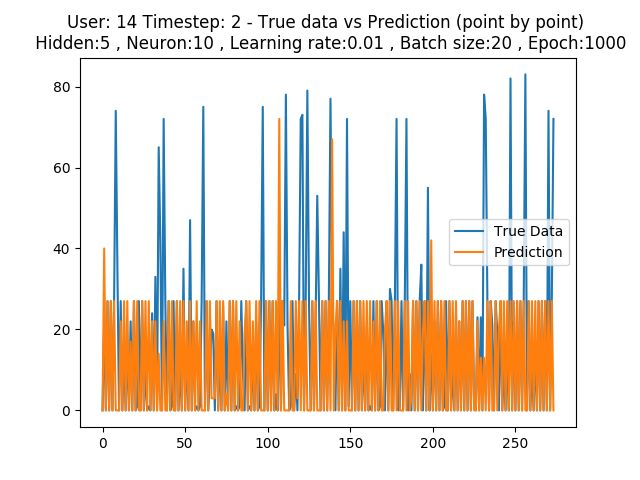 User: 14 Timestep: 2 - True data vs Prediction (point by point)
Hidden:5 , Neuron:10 , Learning rate:0.01 , Batch size:20 , Epoch:1000
80
60
40
20
0
True Data
Prediction
0 50 100 150 200 250